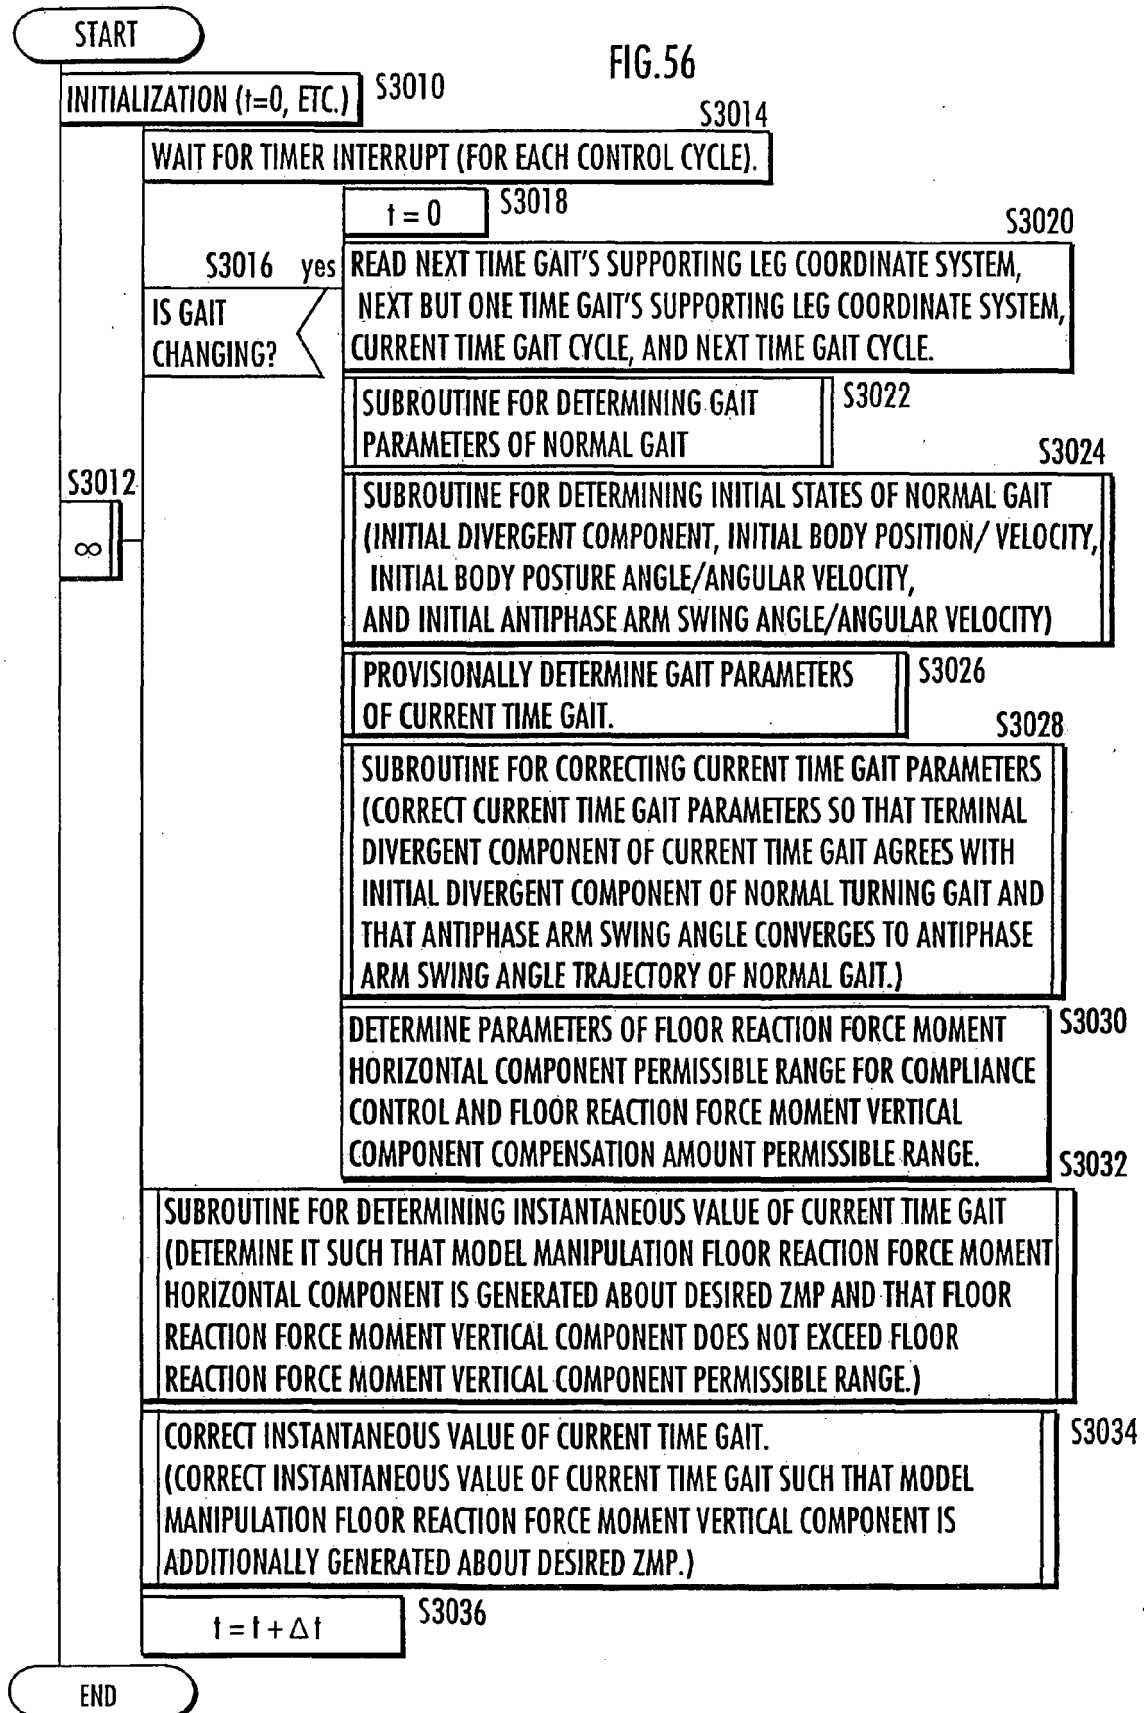 START
FIG.56
INITIALIZATION (t=0, ETC.)
S3010
S3014
WAIT FOR TIMER INTERRUPT (FOR EACH CONTROL CYCLE).
t = 0
S3018
S3020
S3016
yes
READ NEXT TIME GAIT'S SUPPORTING LEG COORDINATE SYSTEM,
NEXT BUT ONE TIME GAIT'S SUPPORTING LEG COORDINATE SYSTEM,
CURRENT TIME GAIT CYCLE, AND NEXT TIME GAIT CYCLE.
IS GAIT
CHANGING?
SUBROUTINE FOR DETERMINING GAIT
PARAMETERS OF NORMAL GAIT
S3022
S3024
S3012
∞
SUBROUTINE FOR DETERMINING INITIAL STATES OF NORMAL GAIT
(INITIAL DIVERGENT COMPONENT, INITIAL BODY POSITION/ VELOCITY,
INITIAL BODY POSTURE ANGLE/ANGULAR VELOCITY,
AND INITIAL ANTIPHASE ARM SWING ANGLE/ANGULAR VELOCITY)
PROVISIONALLY DETERMINE GAIT PARAMETERS
OF CURRENT TIME GAIT.
S3026
S3028
SUBROUTINE FOR CORRECTING CURRENT TIME GAIT PARAMETERS
(CORRECT CURRENT TIME GAIT PARAMETERS SO THAT TERMINAL
DIVERGENT COMPONENT OF CURRENT TIME GAIT AGREES WITH
INITIAL DIVERGENT COMPONENT OF NORMAL TURNING GAIT AND
THAT ANTIPHASE ARM SWING ANGLE CONVERGES TO ANTIPHASE
ARM SWING ANGLE TRAJECTORY OF NORMAL GAIT.)
DETERMINE PARAMETERS OF FLOOR REACTION FORCE MOMENT
HORIZONTAL COMPONENT PERMISSIBLE RANGE FOR COMPLIANCE
CONTROL AND FLOOR REACTION FORCE MOMENT VERTICAL
COMPONENT COMPENSATION AMOUNT PERMISSIBLE RANGE.
S3030
S3032
SUBROUTINE FOR DETERMINING INSTANTANEOUS VALUE OF CURRENT TIME GAIT
(DETERMINE IT SUCH THAT MODEL MANIPULATION FLOOR REACTION FORCE MOMENT
HORIZONTAL COMPONENT IS GENERATED ABOUT DESIRED ZMP AND THAT FLOOR
REACTION FORCE MOMENT VERTICAL COMPONENT DOES NOT EXCEED FLOOR
REACTION FORCE MOMENT VERTICAL COMPONENT PERMISSIBLE RANGE.)
CORRECT INSTANTANEOUS VALUE OF CURRENT TIME GAIT.
(CORRECT INSTANTANEOUS VALUE OF CURRENT TIME GAIT SUCH THAT MODEL
MANIPULATION FLOOR REACTION FORCE MOMENT VERTICAL COMPONENT IS
ADDITIONALLY GENERATED ABOUT DESIRED ZMP.)
S3034
t = t + Δt
S3036
END